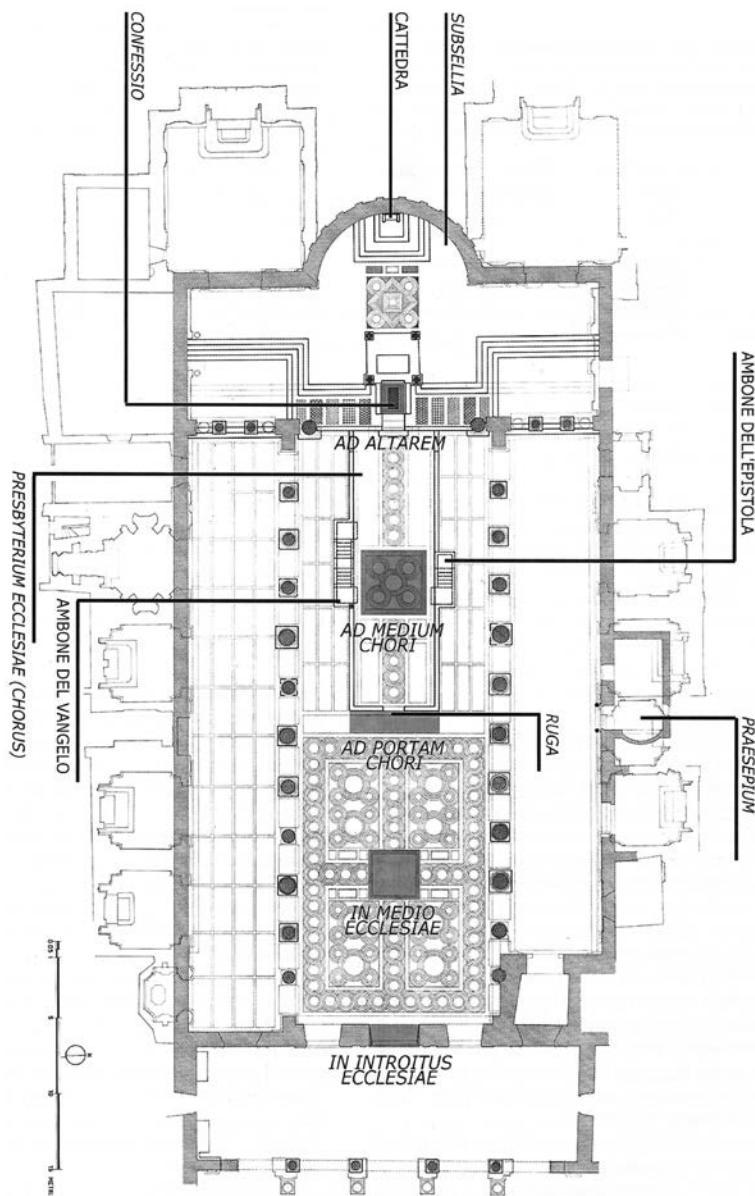 CONFESSIO
CATTEDRA
SUBSELLIA
AMBONE DELL'EPISTOLA
AD ALTAREM
PRESBYTERIUM ECCLESIAE (CHORUS)
AMBONE DEL VANGELO
AD MEDIUM
CHORI
RUGA
PRAESEPIUM
AD PORTAM
CHORI
IN MEDIO
ECCLESIAE
IN INTROITUS
ECCLESIAE
5
10
15 METRI